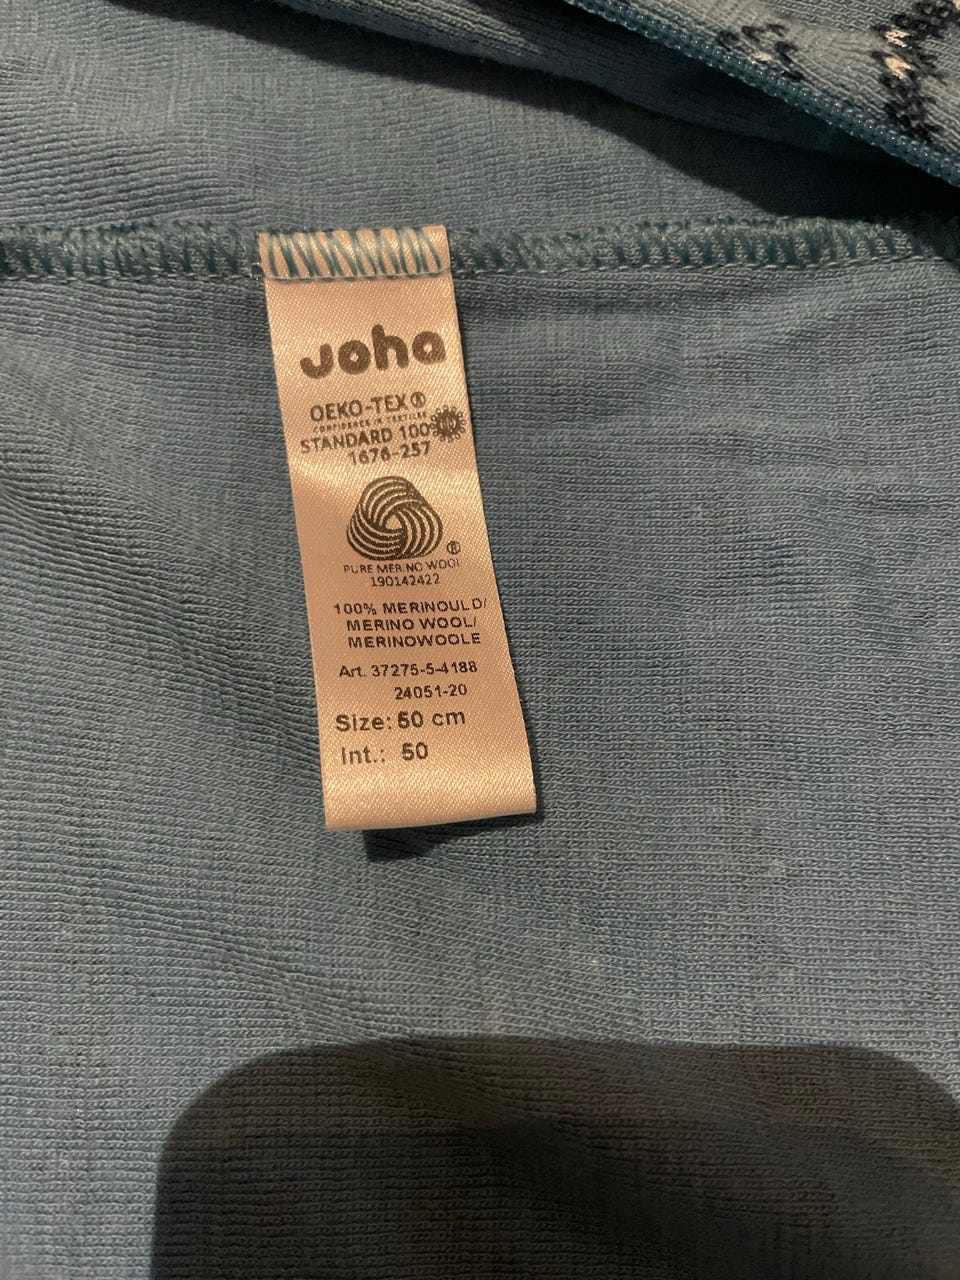 Joha
OEKO-TEX®
CONFIDENCE IN TEXTILES
STANDARD 100
1676-257
®
PURE MERINO WOOL
190142422
100% MERINOULD/
MERINO WOOL/
MERINOWOOLE
Art. 37275-5-4188
24051-20
Size: 50 cm
Int.: 50